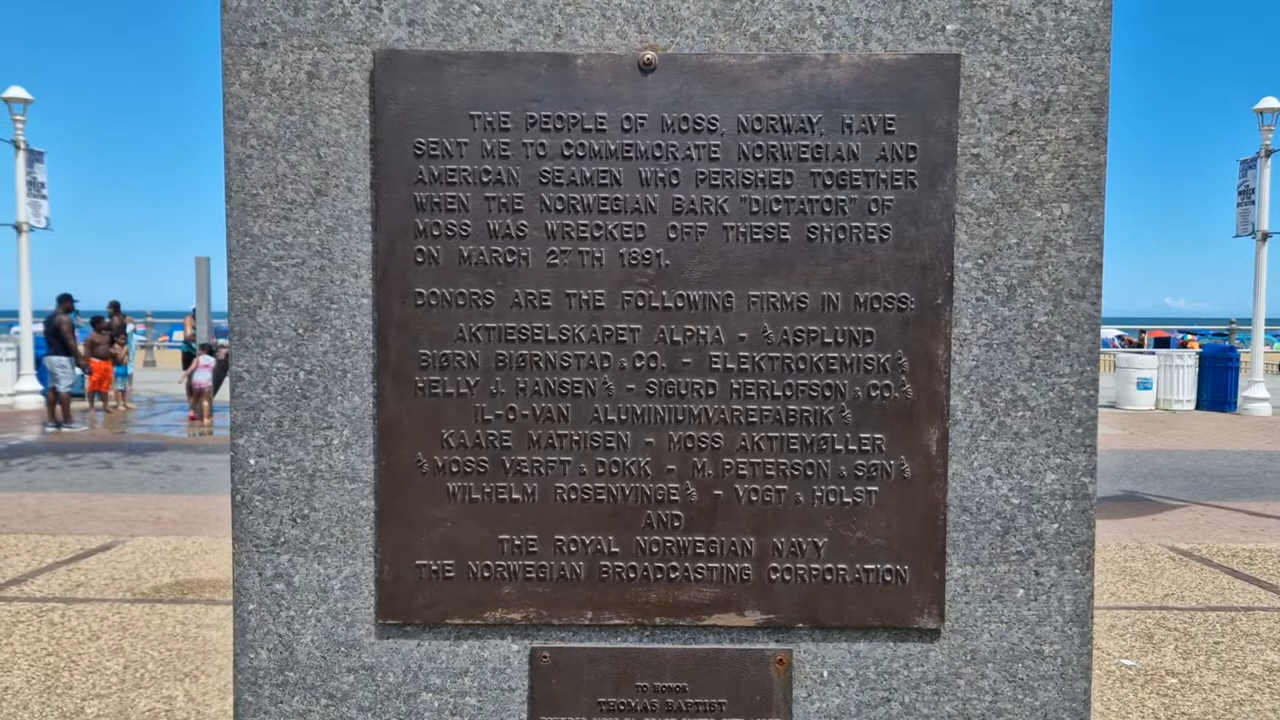 THE PEOPLE OF MOSS, NORWAY, HAVE
SENT ME TO COMMEMORATE NORWEGIAN AND
AMERICAN SEAMEN WHO PERISHED TOGETHER
WHEN THE NORWEGIAN BARK "DICTATOR" OF
MOSS WAS WRECKED OFF THESE SHORES
ON MARCH 27TH 1891.
DONORS ARE THE FOLLOWING FIRMS IN MOSS:
AKTIESELSKAPET ALPHA - A/S ASPLUND
BIØRN BIØRNSTAD & CO. - ELEKTROKEMISK A/S
HELLY J. HANSEN A/S - SIGURD HERLOFSON & CO. A/S
IL-O-VAN ALUMINIUMVAREFABRIK A/S
KAARE MATHISEN - MOSS AKTIEMØLLER
A/S MOSS VÆRFT & DOKK - M. PETERSON & SØN A/S
WILHELM ROSENVINGE A/S - VOGT & HOLST
AND
THE ROYAL NORWEGIAN NAVY
THE NORWEGIAN BROADCASTING CORPORATION
TO HONOR
THOMAS BAPTIST